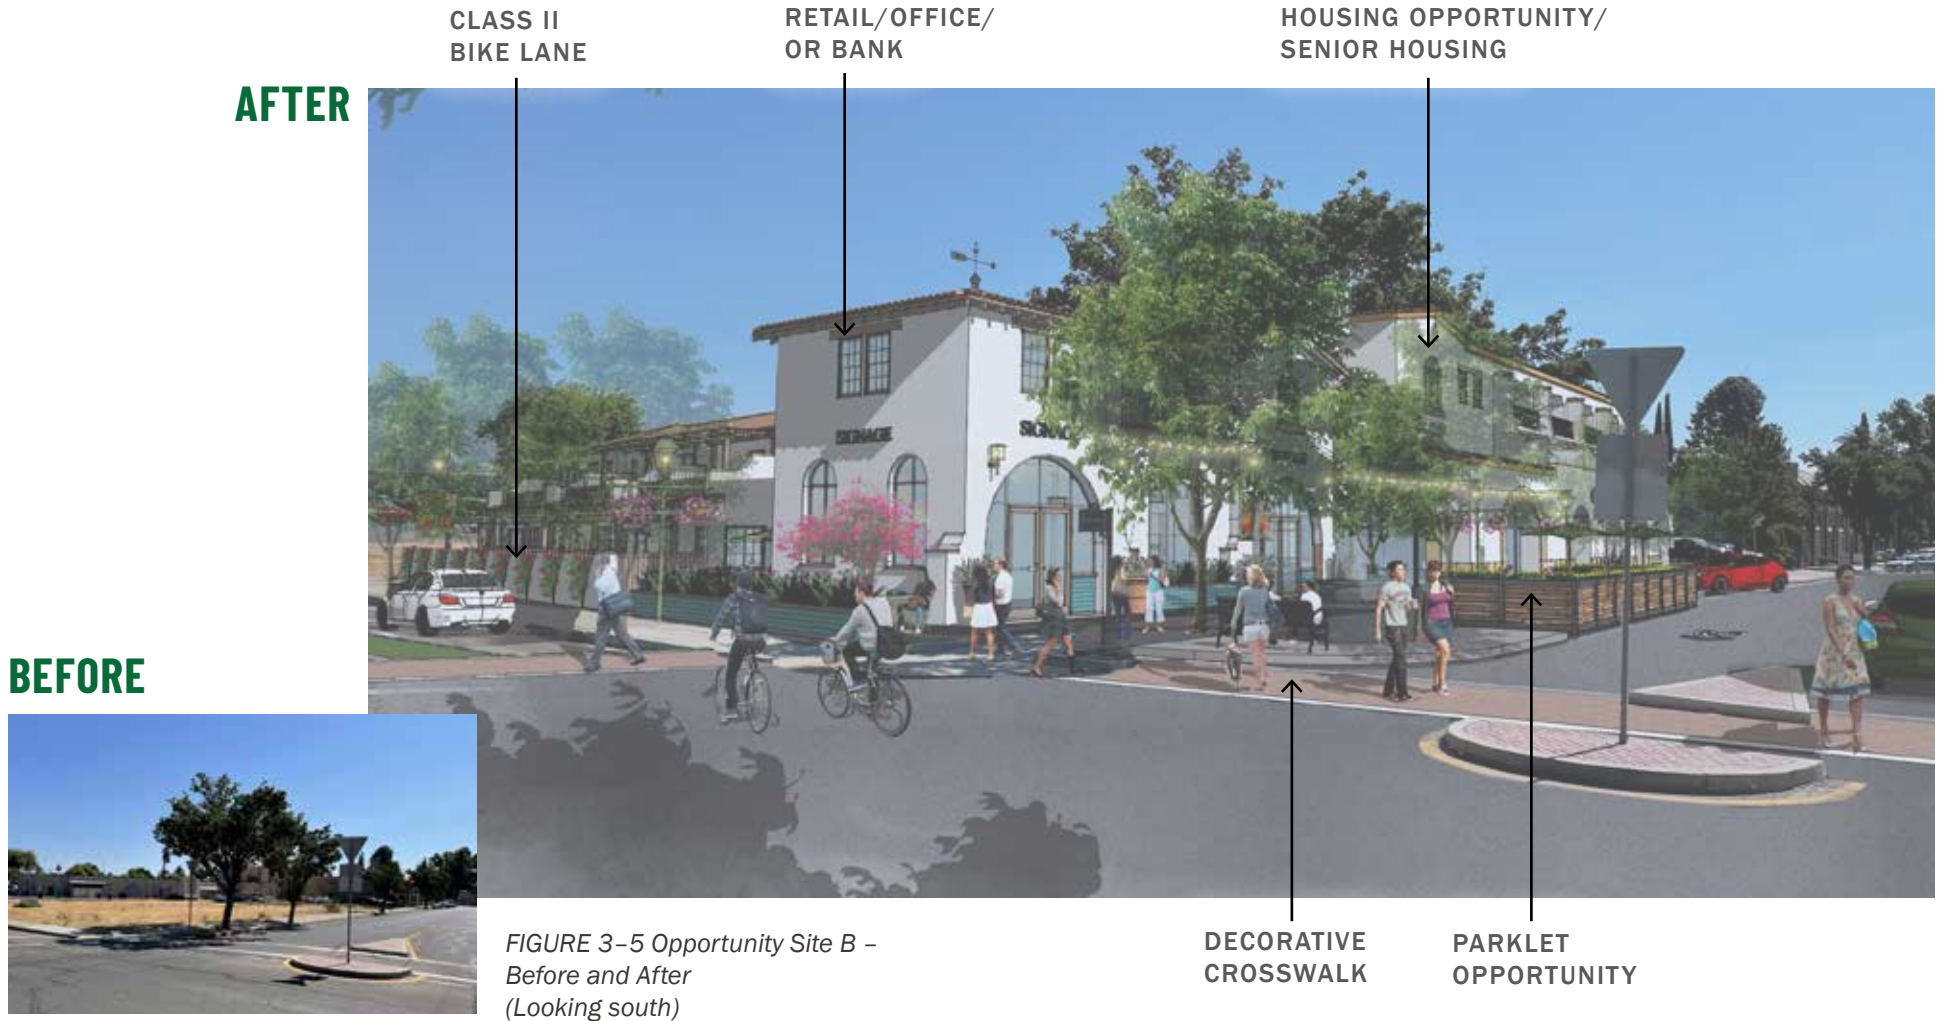 CLASS II
BIKE LANE
RETAIL/OFFICE/
OR BANK
HOUSING OPPORTUNITY/
SENIOR HOUSING
AFTER
SIGNAGE
SIGNAGE
BEFORE
FIGURE 3–5 Opportunity Site B –
Before and After
(Looking south)
DECORATIVE
CROSSWALK
PARKLET
OPPORTUNITY